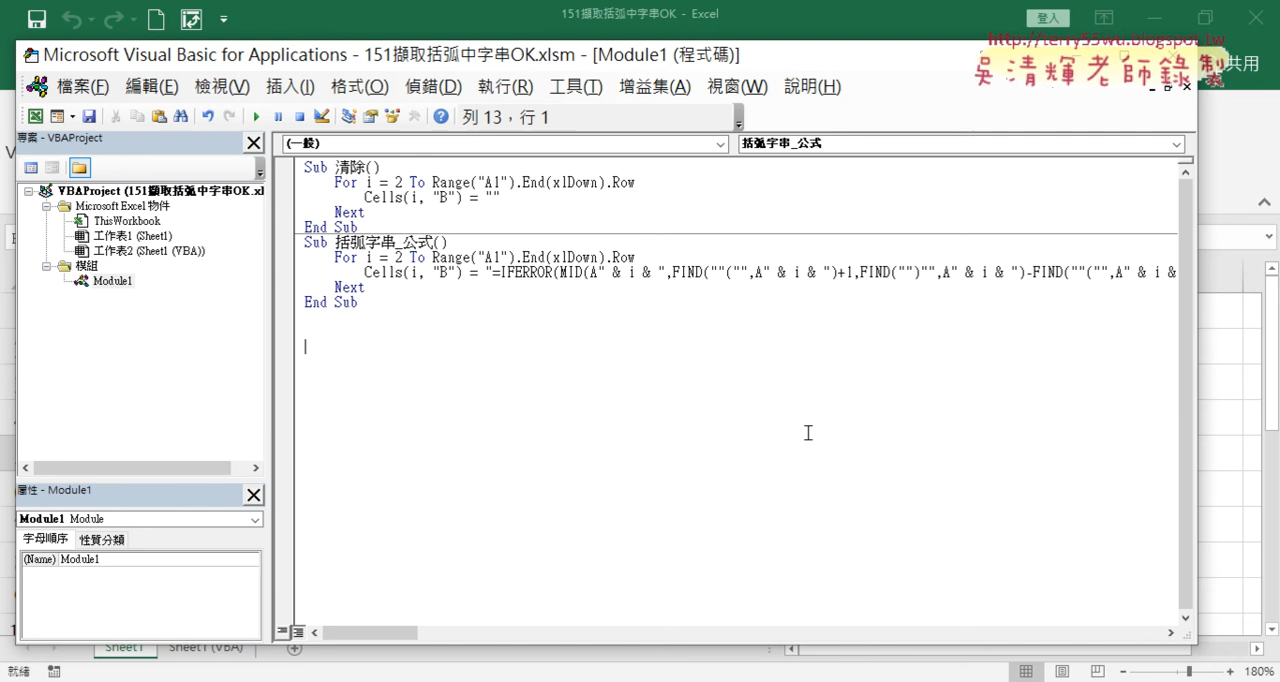 151擷取括弧中字串OK - Excel
登入
http://terry55wu.blogspot.tw
吳清輝老師錄製
共用
Microsoft Visual Basic for Applications - 151擷取括弧中字串OK.xlsm - [Module1 (程式碼)]
檔案(F) 編輯(E) 檢視(V) 插入(I) 格式(O) 偵錯(D) 執行(R) 工具(T) 增益集(A) 視窗(W) 說明(H)
列 13，行 1
專案 - VBAProject
VBAProject (151擷取括弧中字串OK.xl
Microsoft Excel 物件
ThisWorkbook
工作表1 (Sheet1)
工作表2 (Sheet1 (VBA))
模組
Module1
屬性 - Module1
Module1 Module
字母順序 性質分類
(Name) Module1
(一般) 括弧字串_公式
Sub 清除()
For i = 2 To Range("A1").End(xlDown).Row
Cells(i, "B") = ""
Next
End Sub
Sub 括弧字串_公式()
For i = 2 To Range("A1").End(xlDown).Row
Cells(i, "B") = "=IFERROR(MID(A" & i & ",FIND(""("",A" & i & ")+1,FIND("")"",A" & i & ")-FIND(""("",A" & i &
Next
End Sub
Sheet1 Sheet1 (VBA)
就緒
180%